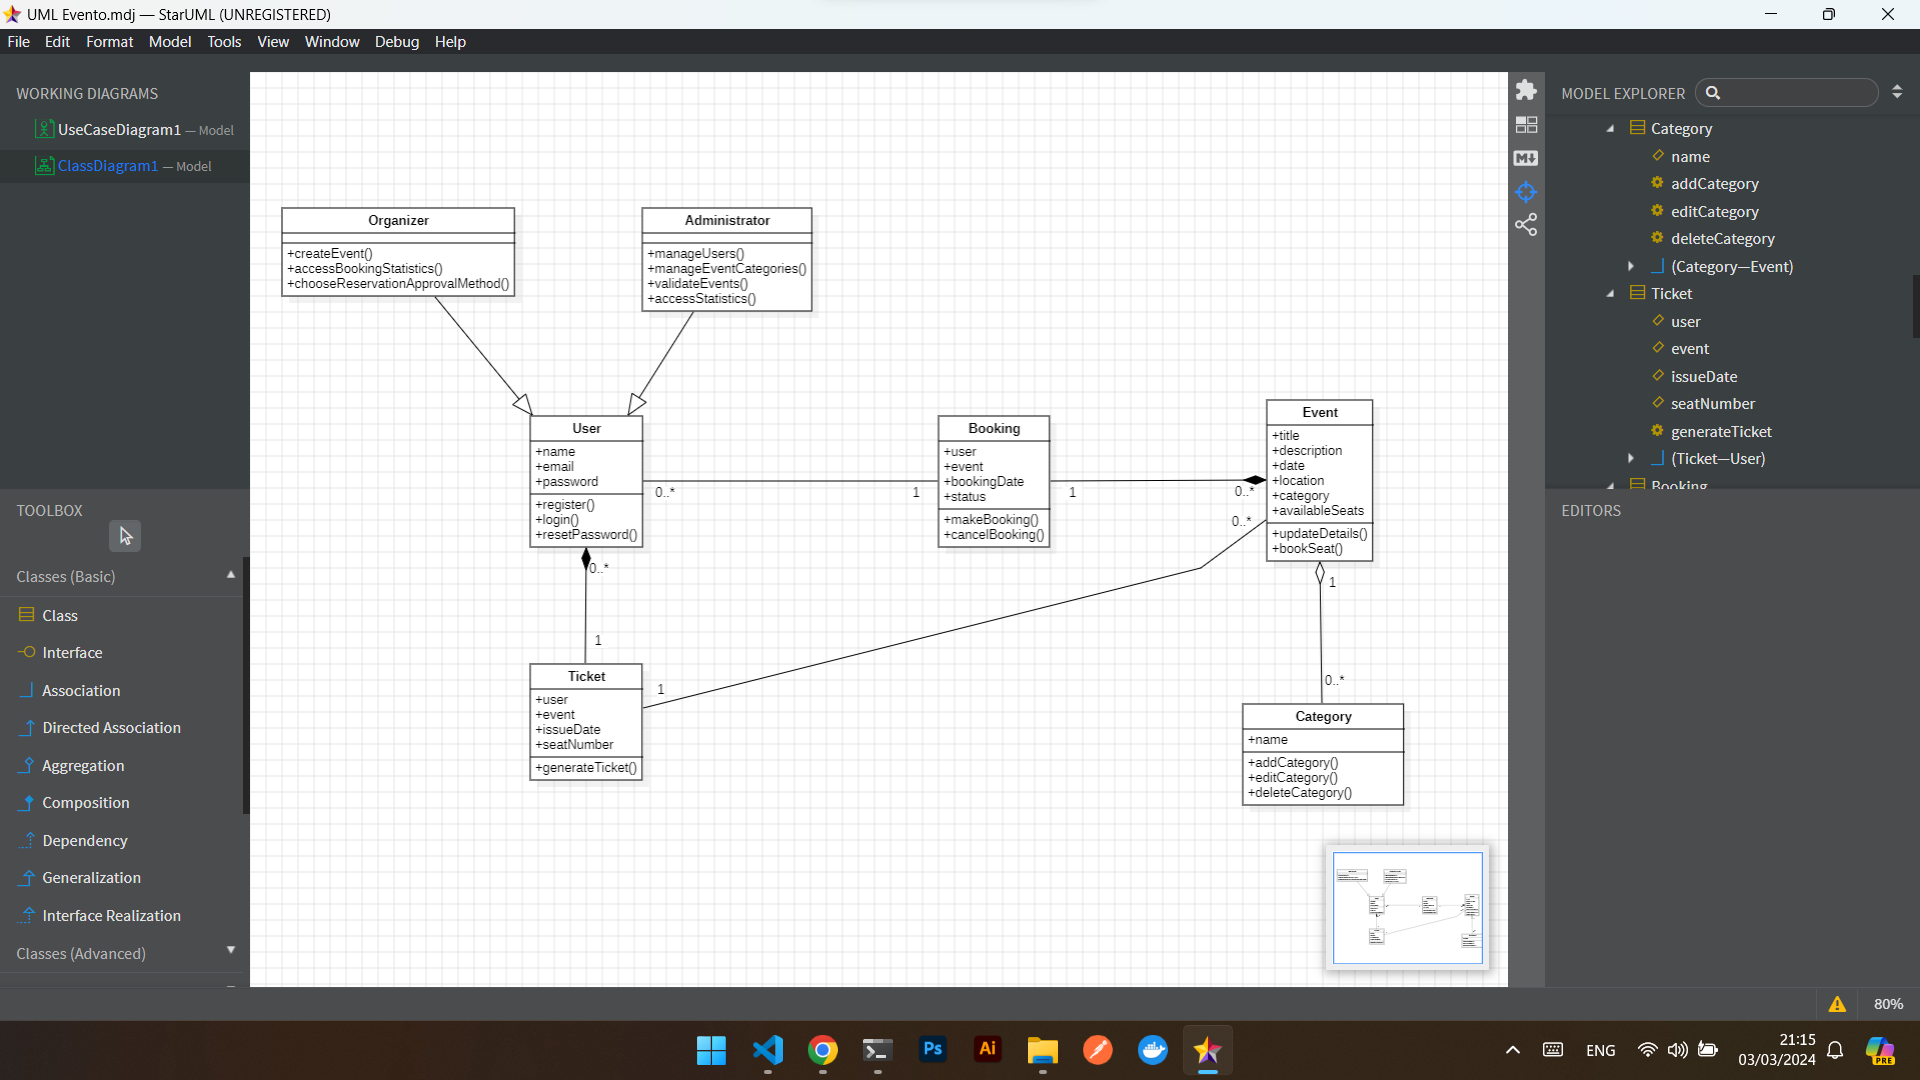 UML Evento.mdj — StarUML (UNREGISTERED)
File Edit Format Model Tools View Window Debug Help
WORKING DIAGRAMS
UseCaseDiagram1 — Model
ClassDiagram1 — Model
TOOLBOX
Classes (Basic)
Class
Interface
Association
Directed Association
Aggregation
Composition
Dependency
Generalization
Interface Realization
Classes (Advanced)
Organizer
+createEvent()
+accessBookingStatistics()
+chooseReservationApprovalMethod()
Administrator
+manageUsers()
+manageEventCategories()
+validateEvents()
+accessStatistics()
User
+name
+email
+password
+register()
+login()
+resetPassword()
0..*
1
Booking
+user
+event
+bookingDate
+status
+makeBooking()
+cancelBooking()
1
0..*
0..*
Event
+title
+description
+date
+location
+category
+availableSeats
+updateDetails()
+bookSeat()
0..*
1
1
Ticket
+user
+event
+issueDate
+seatNumber
+generateTicket()
1
0..*
Category
+name
+addCategory()
+editCategory()
+deleteCategory()
MODEL EXPLORER
Category
name
addCategory
editCategory
deleteCategory
(Category—Event)
Ticket
user
event
issueDate
seatNumber
generateTicket
(Ticket—User)
Booking
EDITORS
80%
Ps
Ai
ENG
21:15
03/03/2024
PRE